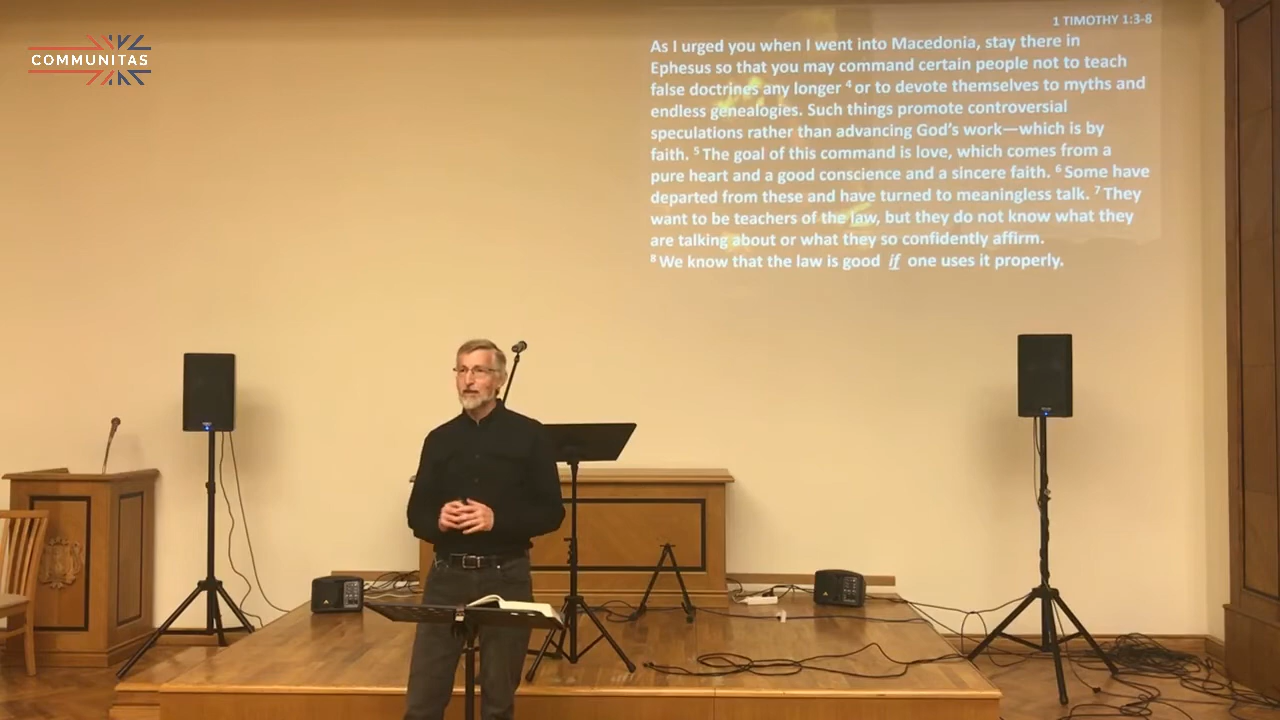 COMMUNITAS
1 TIMOTHY 1:3-8
As I urged you when I went into Macedonia, stay there in
Ephesus so that you may command certain people not to teach
false doctrines any longer ⁴ or to devote themselves to myths and
endless genealogies. Such things promote controversial
speculations rather than advancing God’s work—which is by
faith. ⁵ The goal of this command is love, which comes from a
pure heart and a good conscience and a sincere faith. ⁶ Some have
departed from these and have turned to meaningless talk. ⁷ They
want to be teachers of the law, but they do not know what they
are talking about or what they so confidently affirm.
⁸ We know that the law is good if one uses it properly.